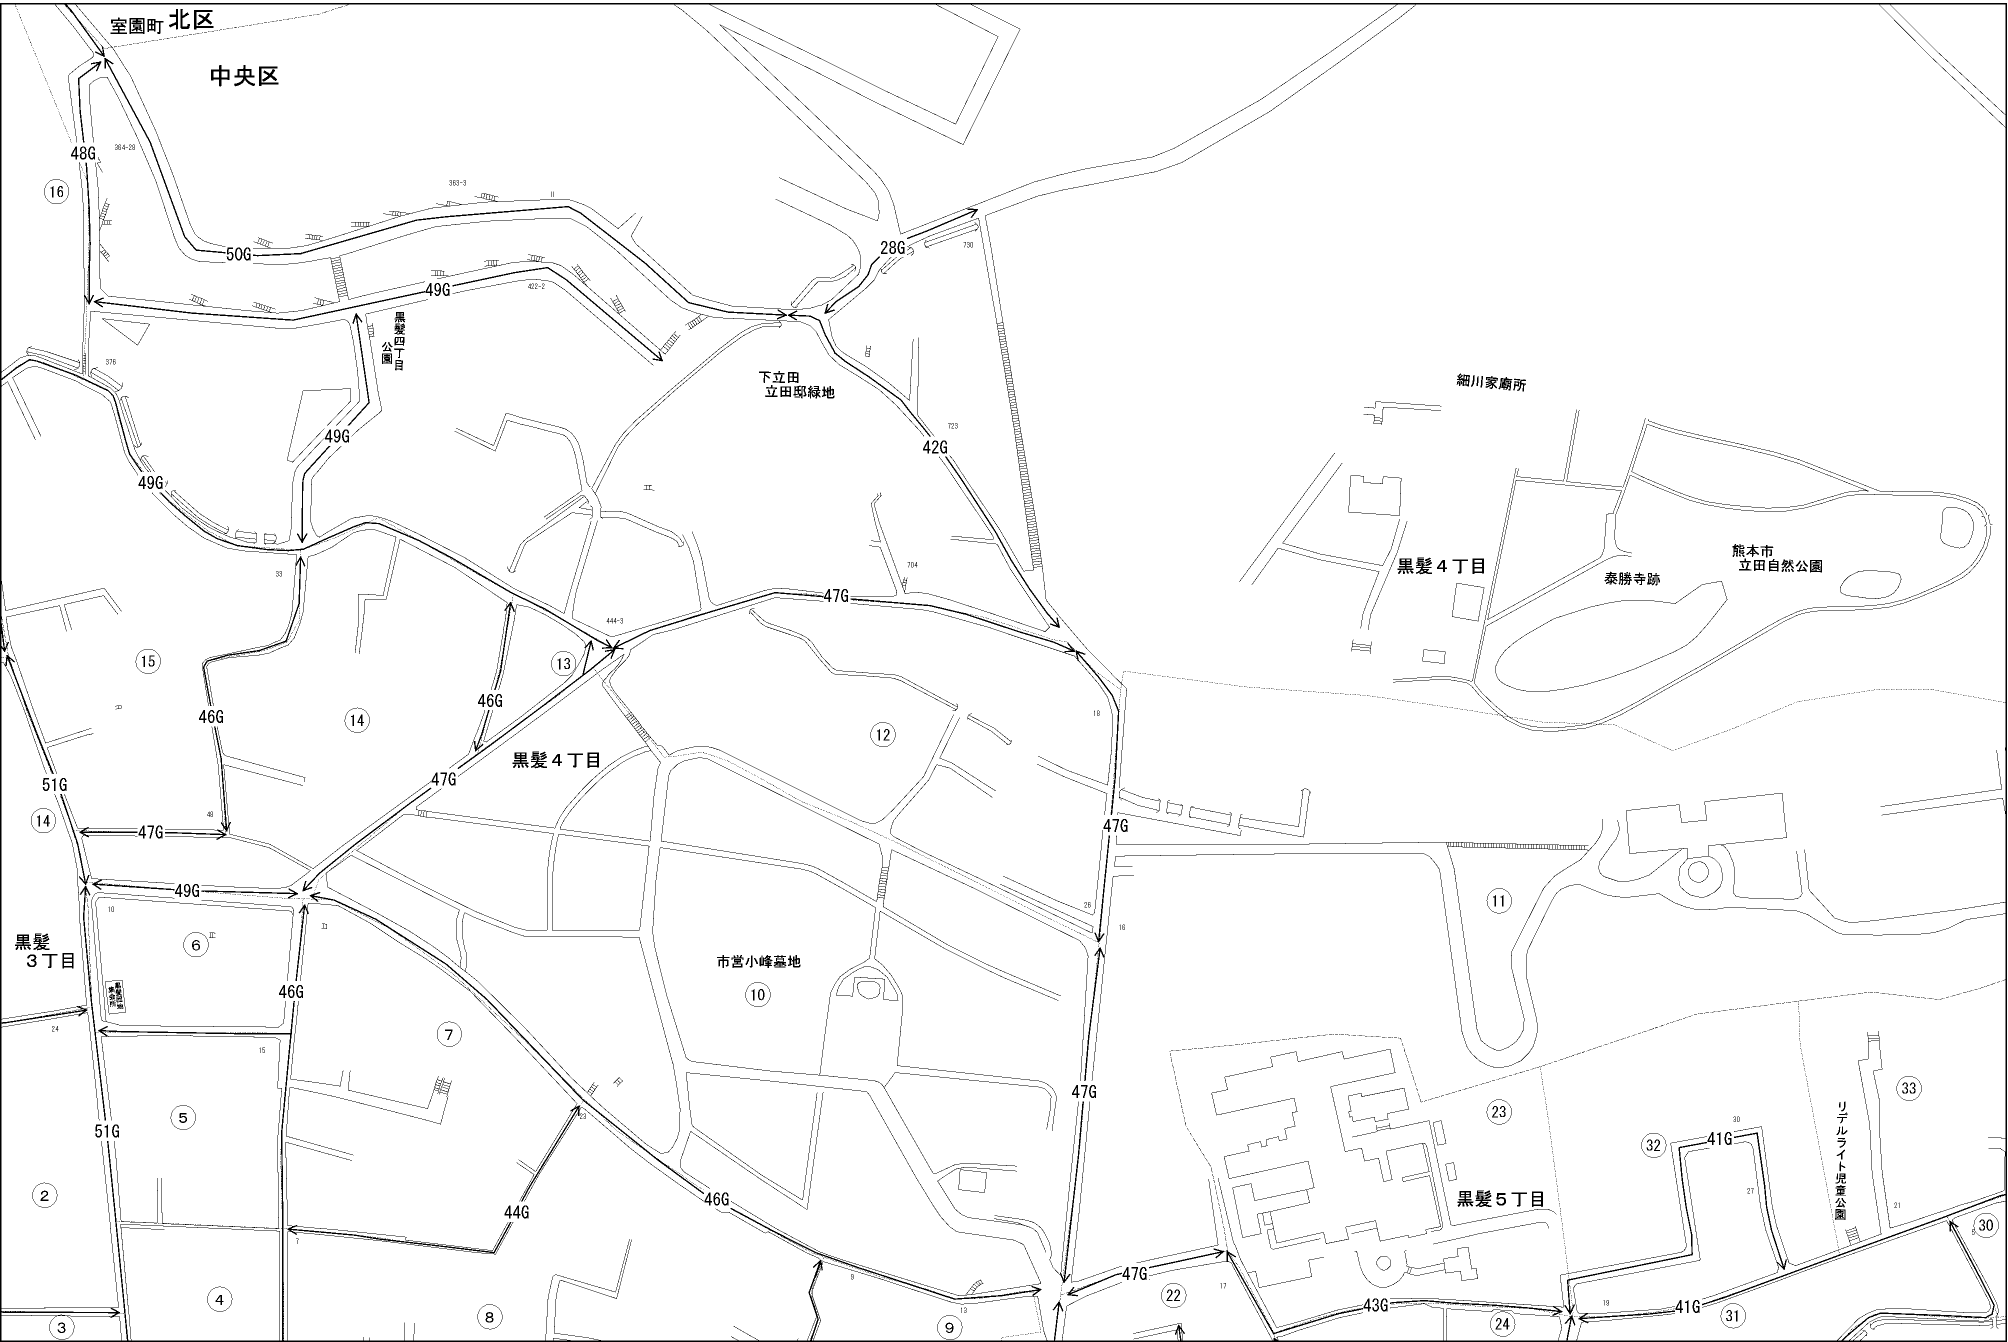 室園町 北区
中央区
364-28
48G
16
363-3
50G
28G
730
49G
422-2
黒髪四丁目
公園
376
下立田
立田邸緑地
細川家廟所
49G
723
42G
49G
熊本市
立田自然公園
黒髪４丁目
泰勝寺跡
704
33
47G
444-3
15
13
46G
18
46G
14
12
黒髪４丁目
51G
47G
48
14
47G
47G
49G
11
26
10
16
6
黒髪
３丁目
市営小峰墓地
46G
10
24
7
15
47G
33
23
5
23
リデルライト児童公園
30
41G
32
51G
27
2
46G
黒髪５丁目
44G
21
30
7
47G
9
17
22
4
13
19
43G
41G
8
31
3
9
24